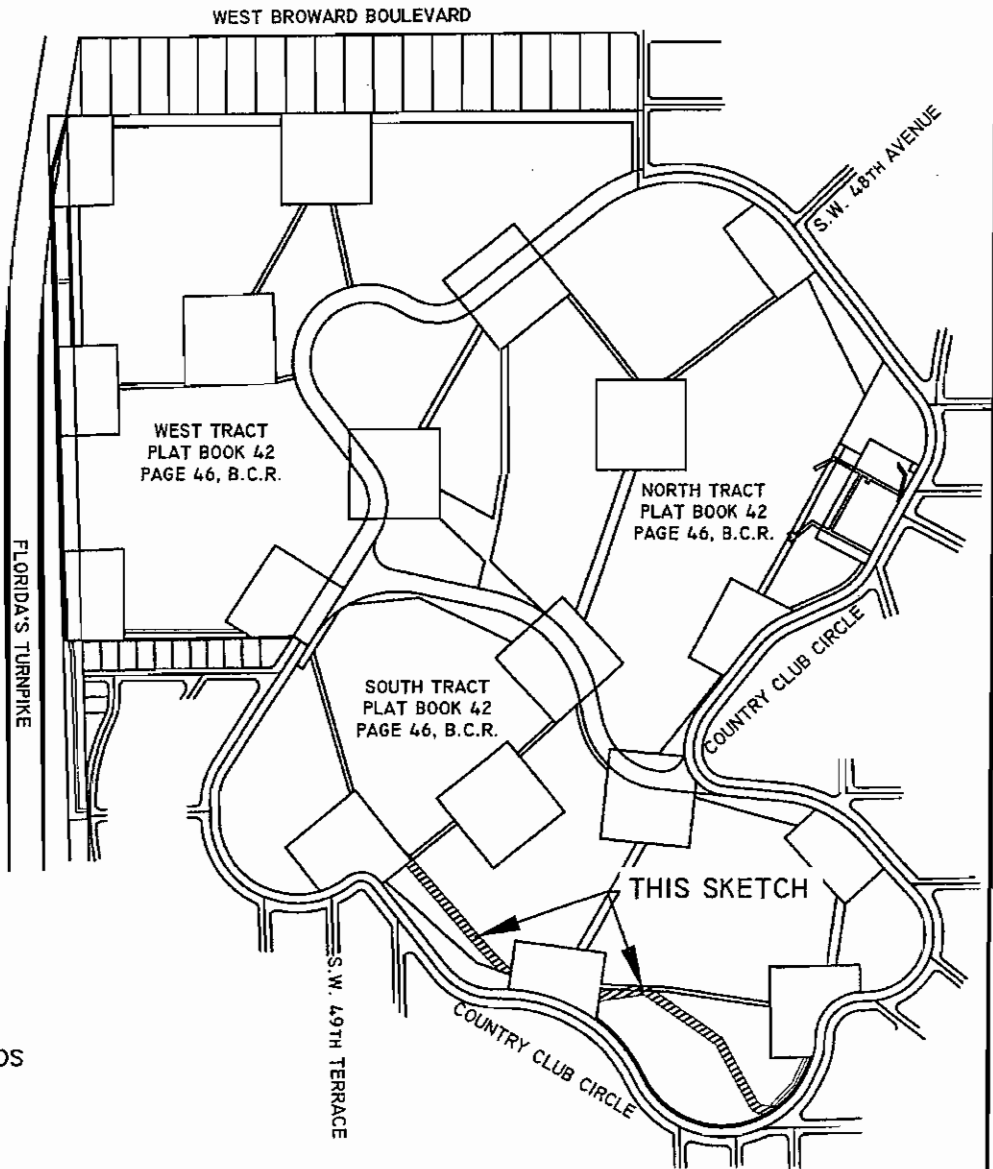 WEST BROWARD BOULEVARD
S.W. 48TH AVENUE
WEST TRACT
PLAT BOOK 42
PAGE 46, B.C.R.
NORTH TRACT
PLAT BOOK 42
PAGE 46, B.C.R.
FLORIDA'S TURNPIKE
COUNTRY CLUB CIRCLE
SOUTH TRACT
PLAT BOOK 42
PAGE 46, B.C.R.
THIS SKETCH
S.W. 49TH TERRACE
COUNTRY CLUB CIRCLE
OS